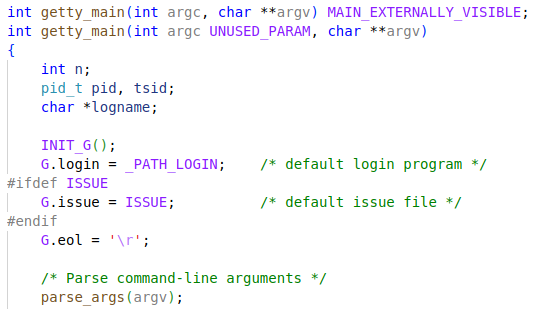 int getty_main(int argc, char **argv) MAIN_EXTERNALLY_VISIBLE;
int getty_main(int argc UNUSED_PARAM, char **argv)
{
    int n;
    pid_t pid, tsid;
    char *logname;

    INIT_G();
    G.login = _PATH_LOGIN;    /* default login program */
#ifdef ISSUE
    G.issue = ISSUE;          /* default issue file */
#endif
    G.eol = '\r';

    /* Parse command-line arguments */
    parse_args(argv);